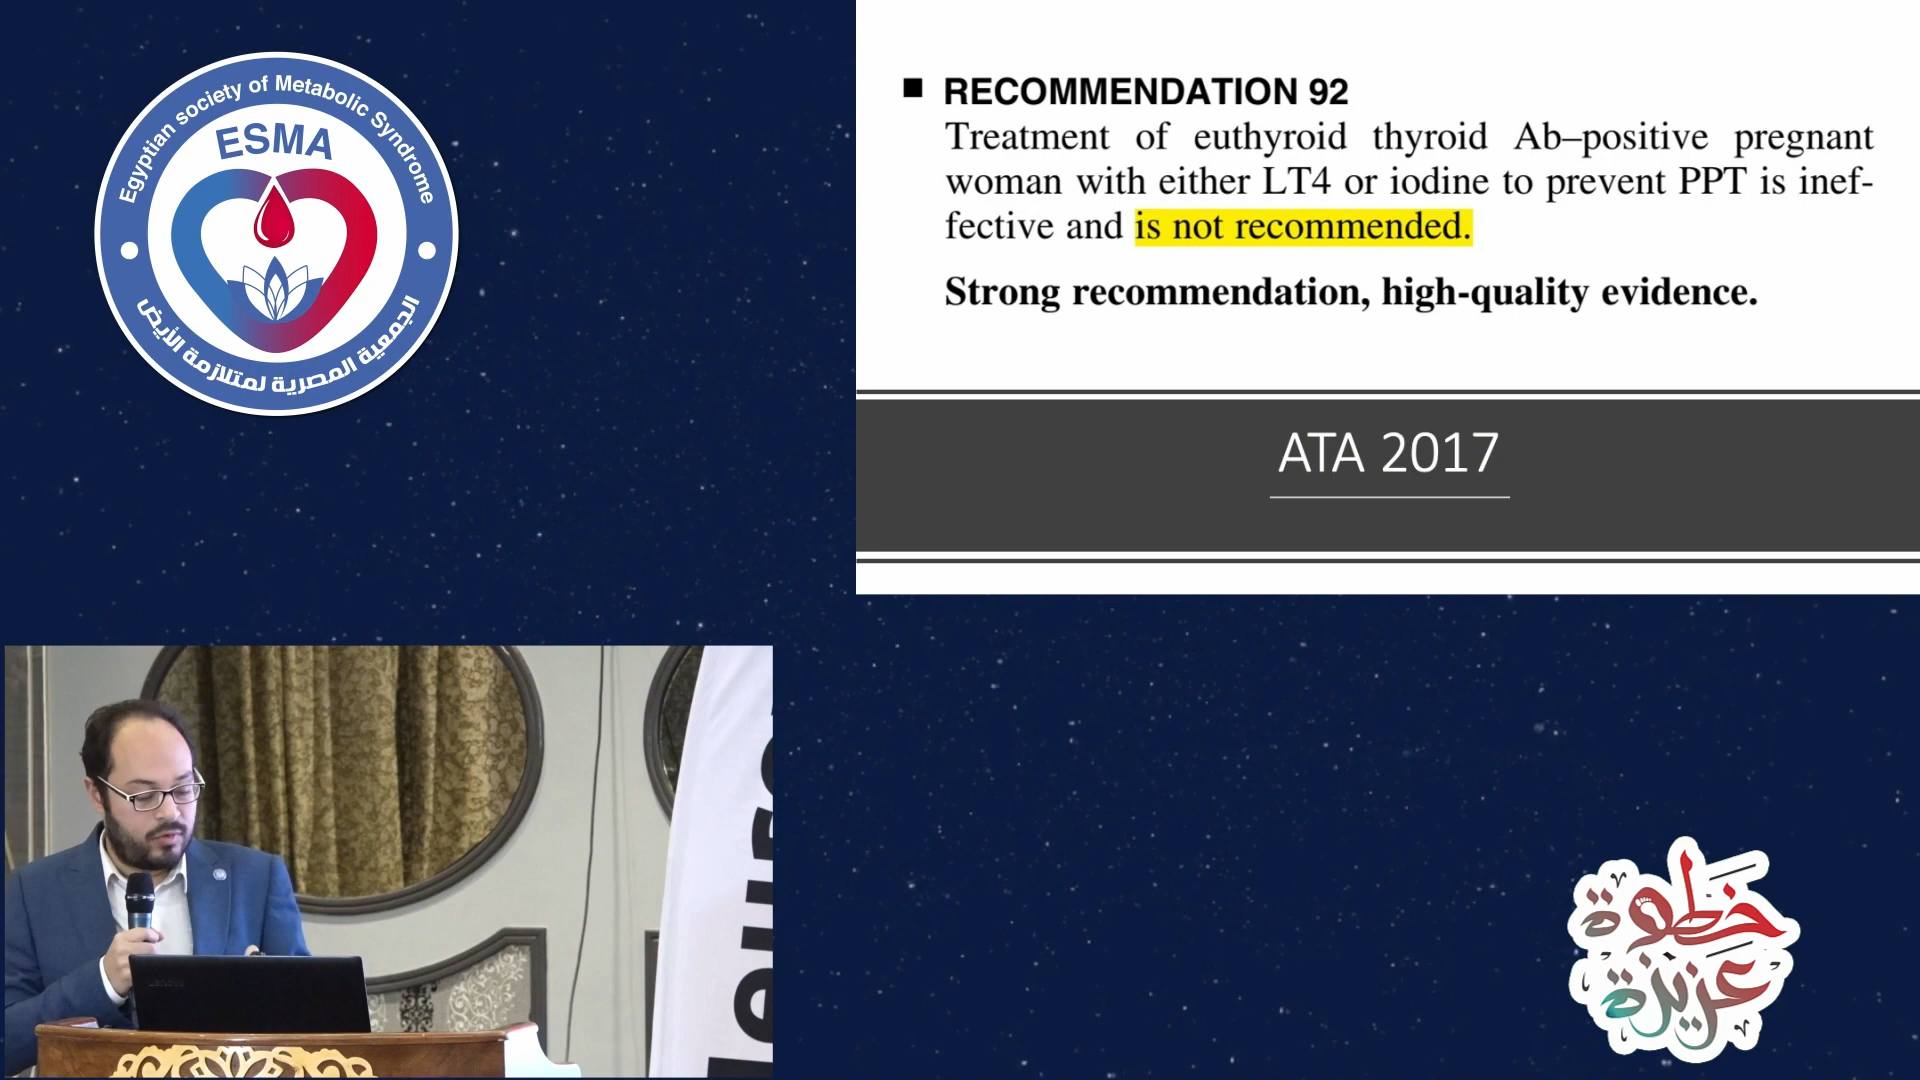 Egyptian society of Metabolic Syndrome
ESMA
الجمعية المصرية لمتلازمة الأيض
■ RECOMMENDATION 92
Treatment of euthyroid thyroid Ab–positive pregnant
woman with either LT4 or iodine to prevent PPT is inef-
fective and is not recommended.
Strong recommendation, high-quality evidence.
ATA 2017
Lenovo
خطوة
عزيزة